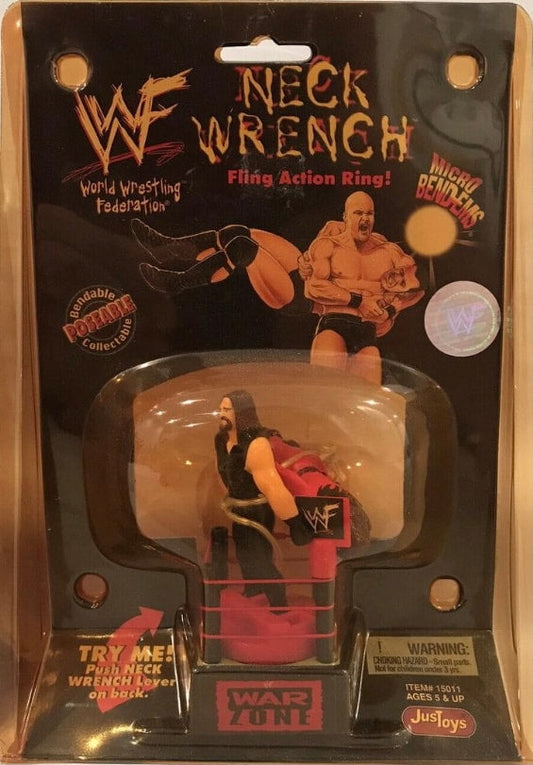 WF
World Wrestling
Federation®
NECK
WRENCH™
Fling Action Ring!
MICRO
BENDEMS
Bendable
POSEABLE
Collectable
WF
WF
TRY ME!
Push NECK
WRENCH Lever
on back.
WAR
ZONE
! WARNING:
CHOKING HAZARD-Small parts.
Not for children under 3 yrs.
ITEM# 15011
AGES 5 & UP
JusToys